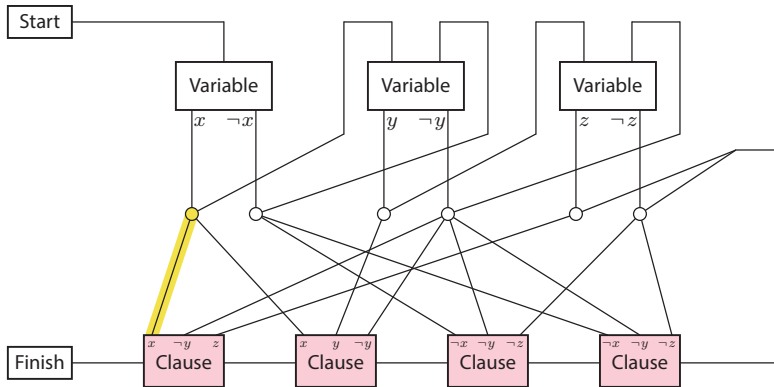 Start
Variable Variable Variable
x ¬x y ¬y z ¬z
x ¬y z x y ¬y ¬x ¬y ¬z ¬x ¬y ¬z
Finish Clause Clause Clause Clause